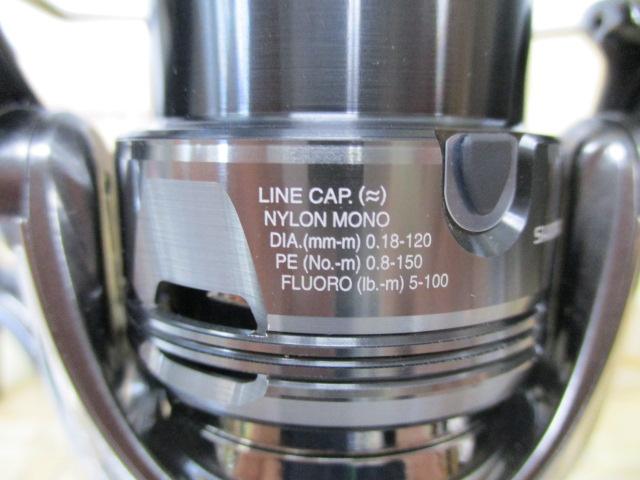 LINE CAP. (≈)
NYLON MONO
DIA.(mm-m) 0.18-120
PE (No.-m) 0.8-150
FLUORO (lb.-m) 5-100